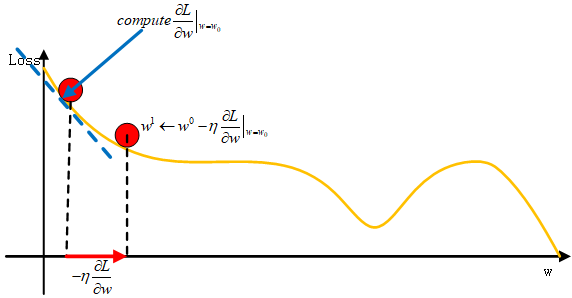 compute ∂L/∂w|w=w₀
Loss
w¹ ← w⁰ − η ∂L/∂w|w=w₀
−η ∂L/∂w
w